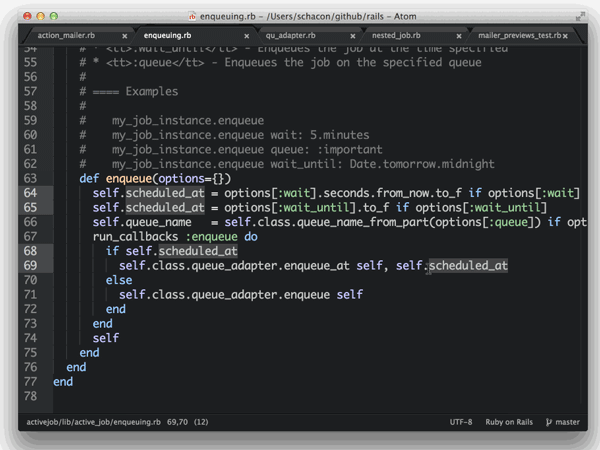 enqueuing.rb - /Users/schacon/github/rails - Atom
action_mailer.rb enqueuing.rb qu_adapter.rb nested_job.rb mailer_previews_test.rb
54 # * <tt>:wait_until</tt> - Enqueues the job at the time specified
55 # * <tt>:queue</tt> - Enqueues the job on the specified queue
56 #
57 # ==== Examples
58 #
59 #    my_job_instance.enqueue
60 #    my_job_instance.enqueue wait: 5.minutes
61 #    my_job_instance.enqueue queue: :important
62 #    my_job_instance.enqueue wait_until: Date.tomorrow.midnight
63 def enqueue(options={})
64 self.scheduled_at = options[:wait].seconds.from_now.to_f if options[:wait]
65 self.scheduled_at = options[:wait_until].to_f if options[:wait_until]
66 self.queue_name   = self.class.queue_name_from_part(options[:queue]) if opt
67 run_callbacks :enqueue do
68 if self.scheduled_at
69 self.class.queue_adapter.enqueue_at self, self.scheduled_at
70 else
71 self.class.queue_adapter.enqueue self
72 end
73 end
74 self
75 end
76 end
77 end
78
activejob/lib/active_job/enqueuing.rb 69,70 (12) UTF-8 Ruby on Rails master